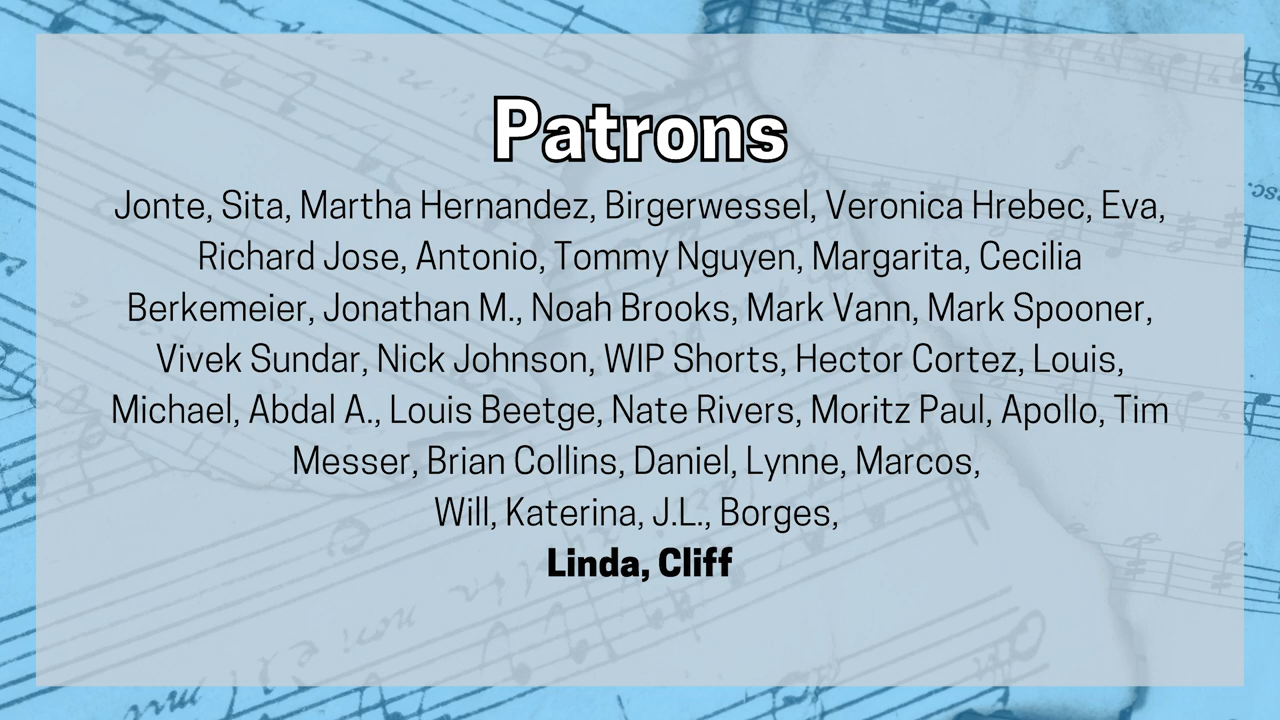 Patrons
Jonte, Sita, Martha Hernandez, Birgerwessel, Veronica Hrebec, Eva,
Richard Jose, Antonio, Tommy Nguyen, Margarita, Cecilia
Berkemeier, Jonathan M., Noah Brooks, Mark Vann, Mark Spooner,
Vivek Sundar, Nick Johnson, WIP Shorts, Hector Cortez, Louis,
Michael, Abdal A., Louis Beetge, Nate Rivers, Moritz Paul, Apollo, Tim
Messer, Brian Collins, Daniel, Lynne, Marcos,
Will, Katerina, J.L., Borges,
Linda, Cliff